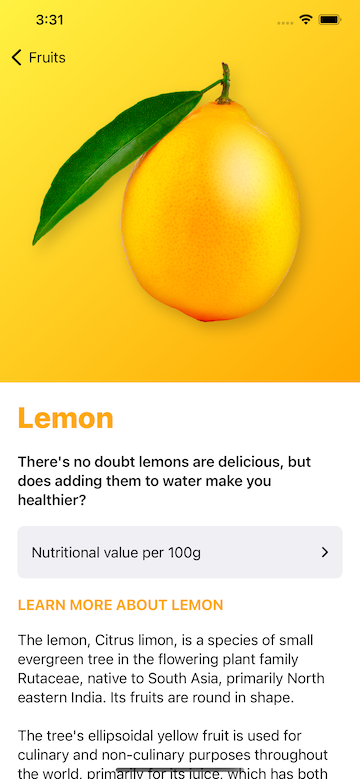 3:31
Fruits
Lemon
There's no doubt lemons are delicious, but
does adding them to water make you
healthier?
Nutritional value per 100g
LEARN MORE ABOUT LEMON
The lemon, Citrus limon, is a species of small
evergreen tree in the flowering plant family
Rutaceae, native to South Asia, primarily North
eastern India. Its fruits are round in shape.
The tree's ellipsoidal yellow fruit is used for
culinary and non-culinary purposes throughout
the world, primarily for its juice, which has both